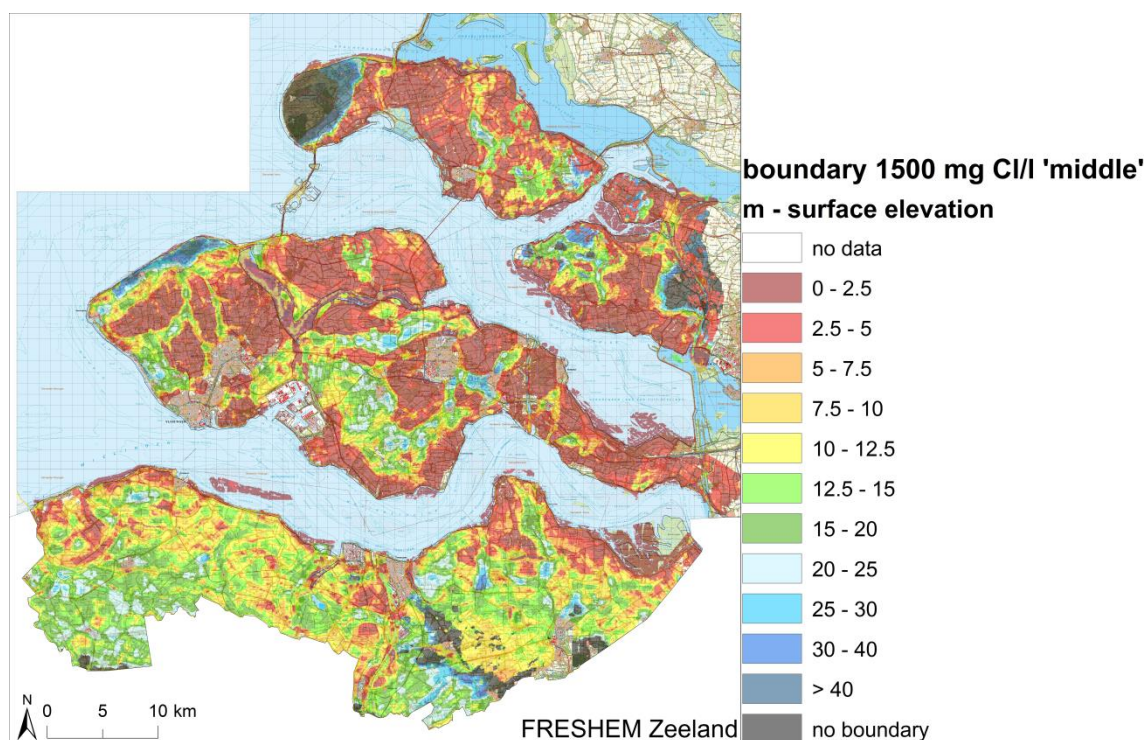 boundary 1500 mg Cl/l 'middle'
m - surface elevation
no data
0 - 2.5
2.5 - 5
5 - 7.5
7.5 - 10
10 - 12.5
12.5 - 15
15 - 20
20 - 25
25 - 30
30 - 40
> 40
no boundary
N
0 5 10 km
FRESHEM Zeeland